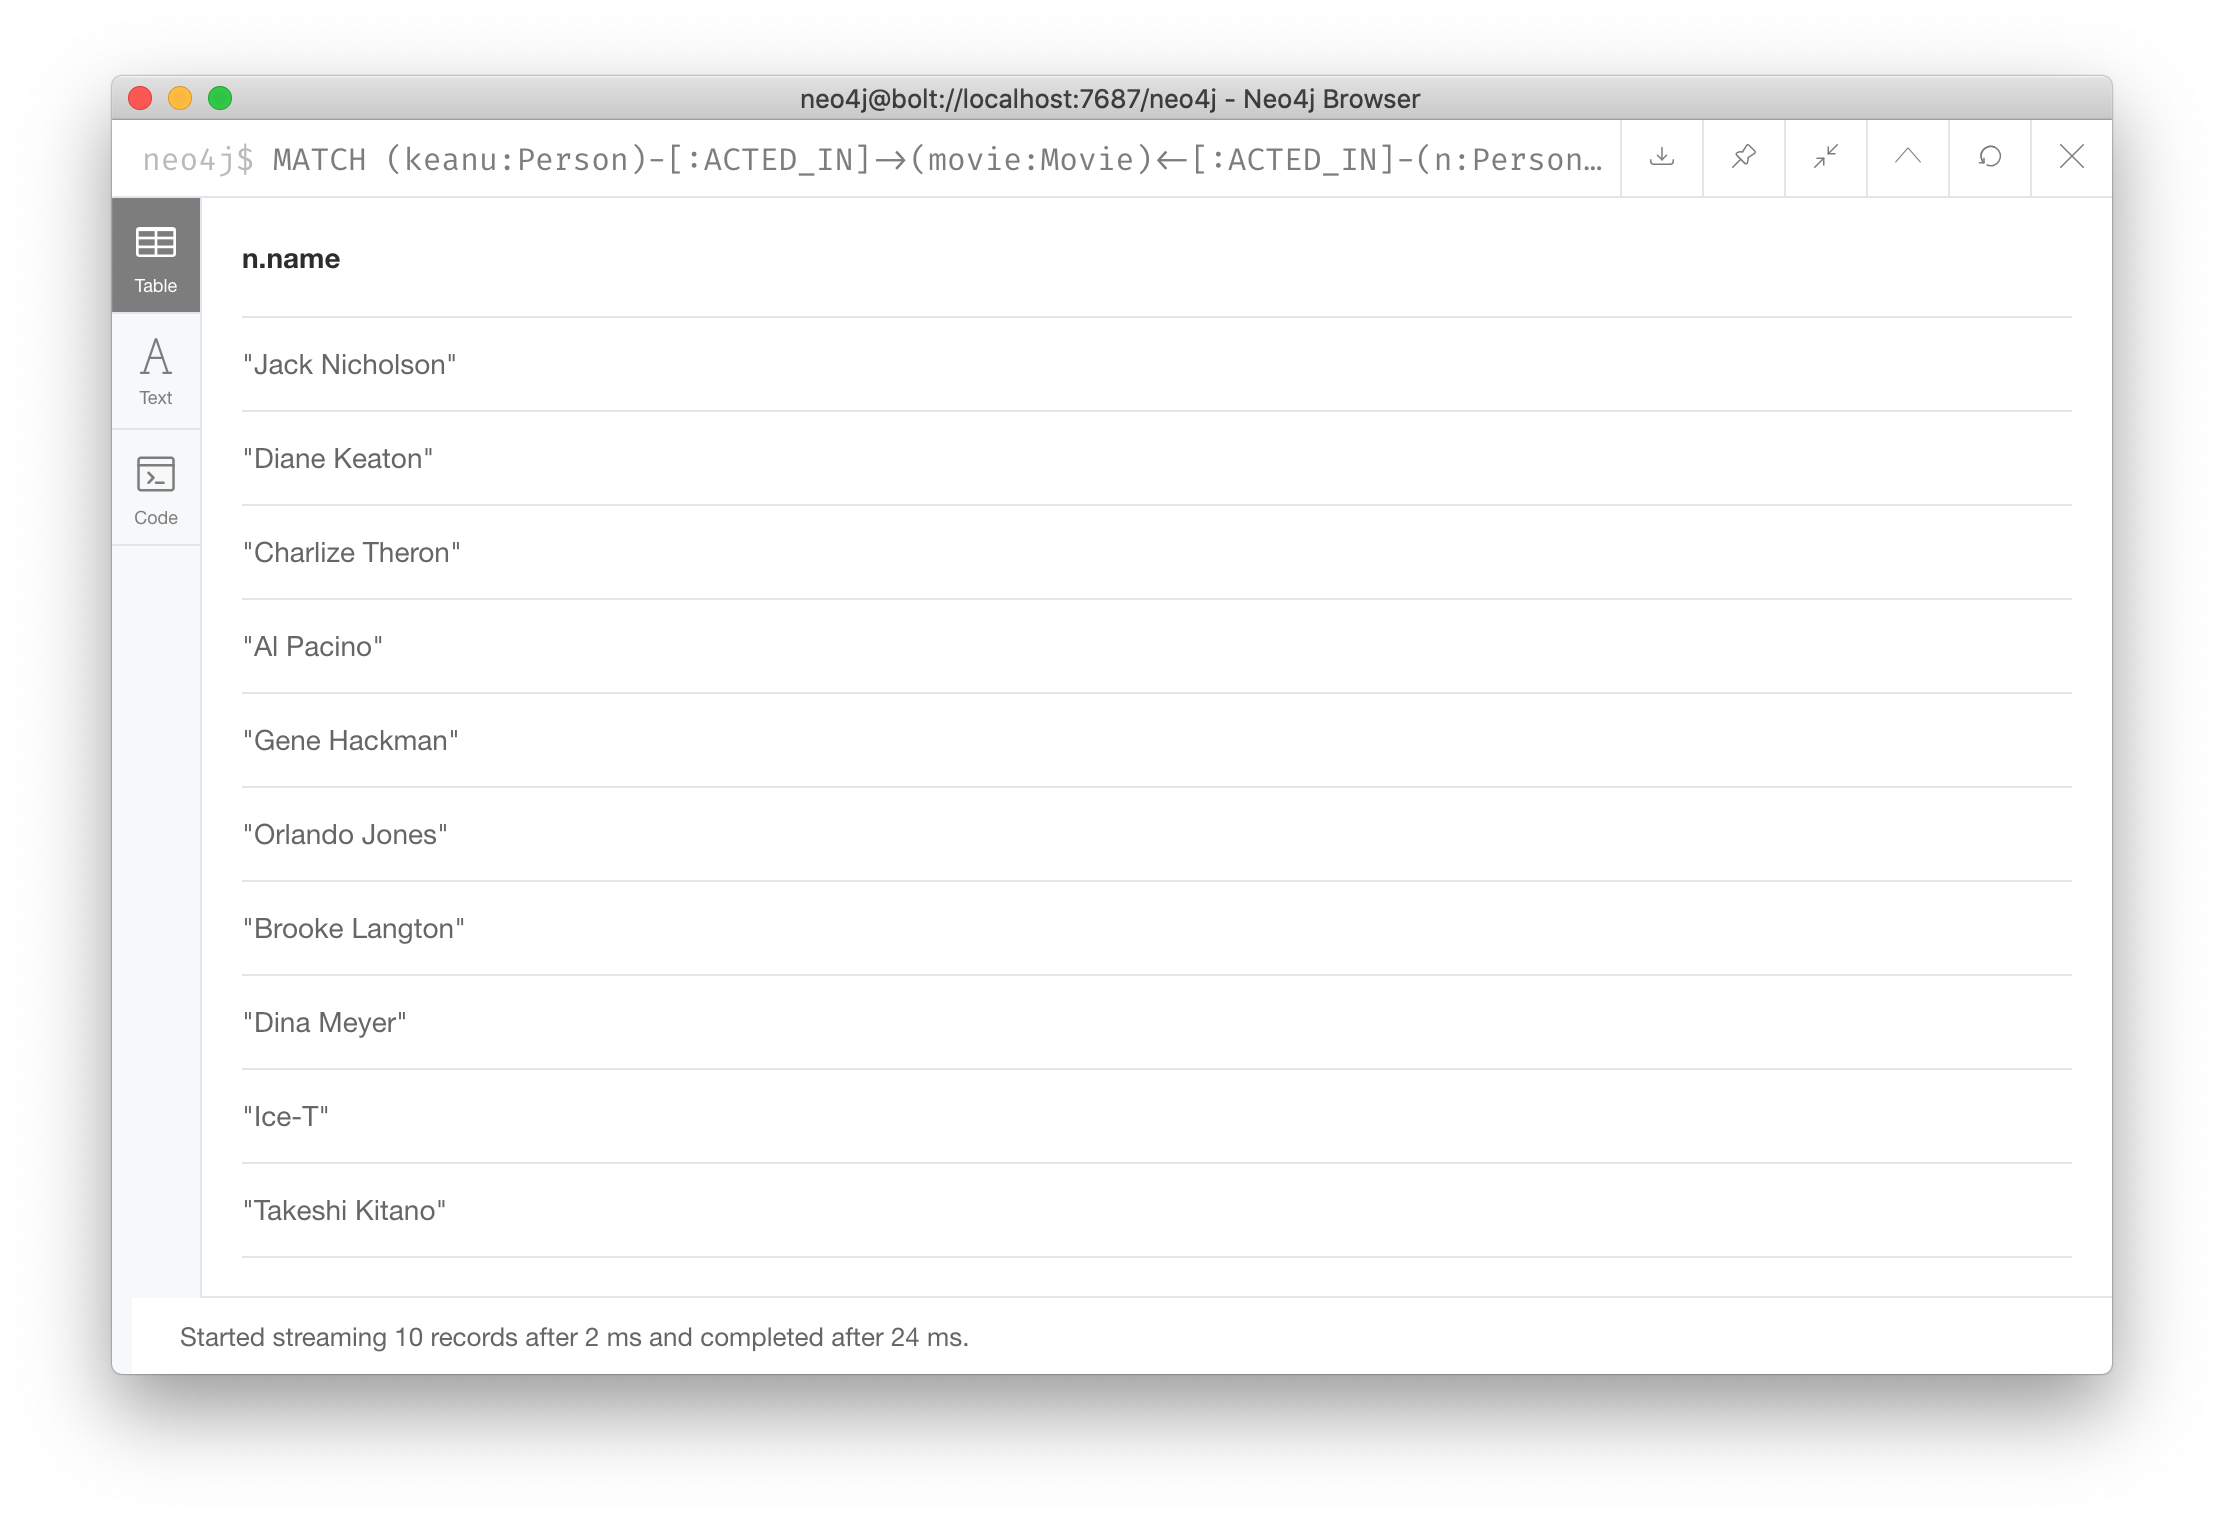 neo4j@bolt://localhost:7687/neo4j - Neo4j Browser
neo4j$ MATCH (keanu:Person)-[:ACTED_IN]→(movie:Movie)←[:ACTED_IN]-(n:Person…
Table
Text
Code
n.name
"Jack Nicholson"
"Diane Keaton"
"Charlize Theron"
"Al Pacino"
"Gene Hackman"
"Orlando Jones"
"Brooke Langton"
"Dina Meyer"
"Ice-T"
"Takeshi Kitano"
Started streaming 10 records after 2 ms and completed after 24 ms.